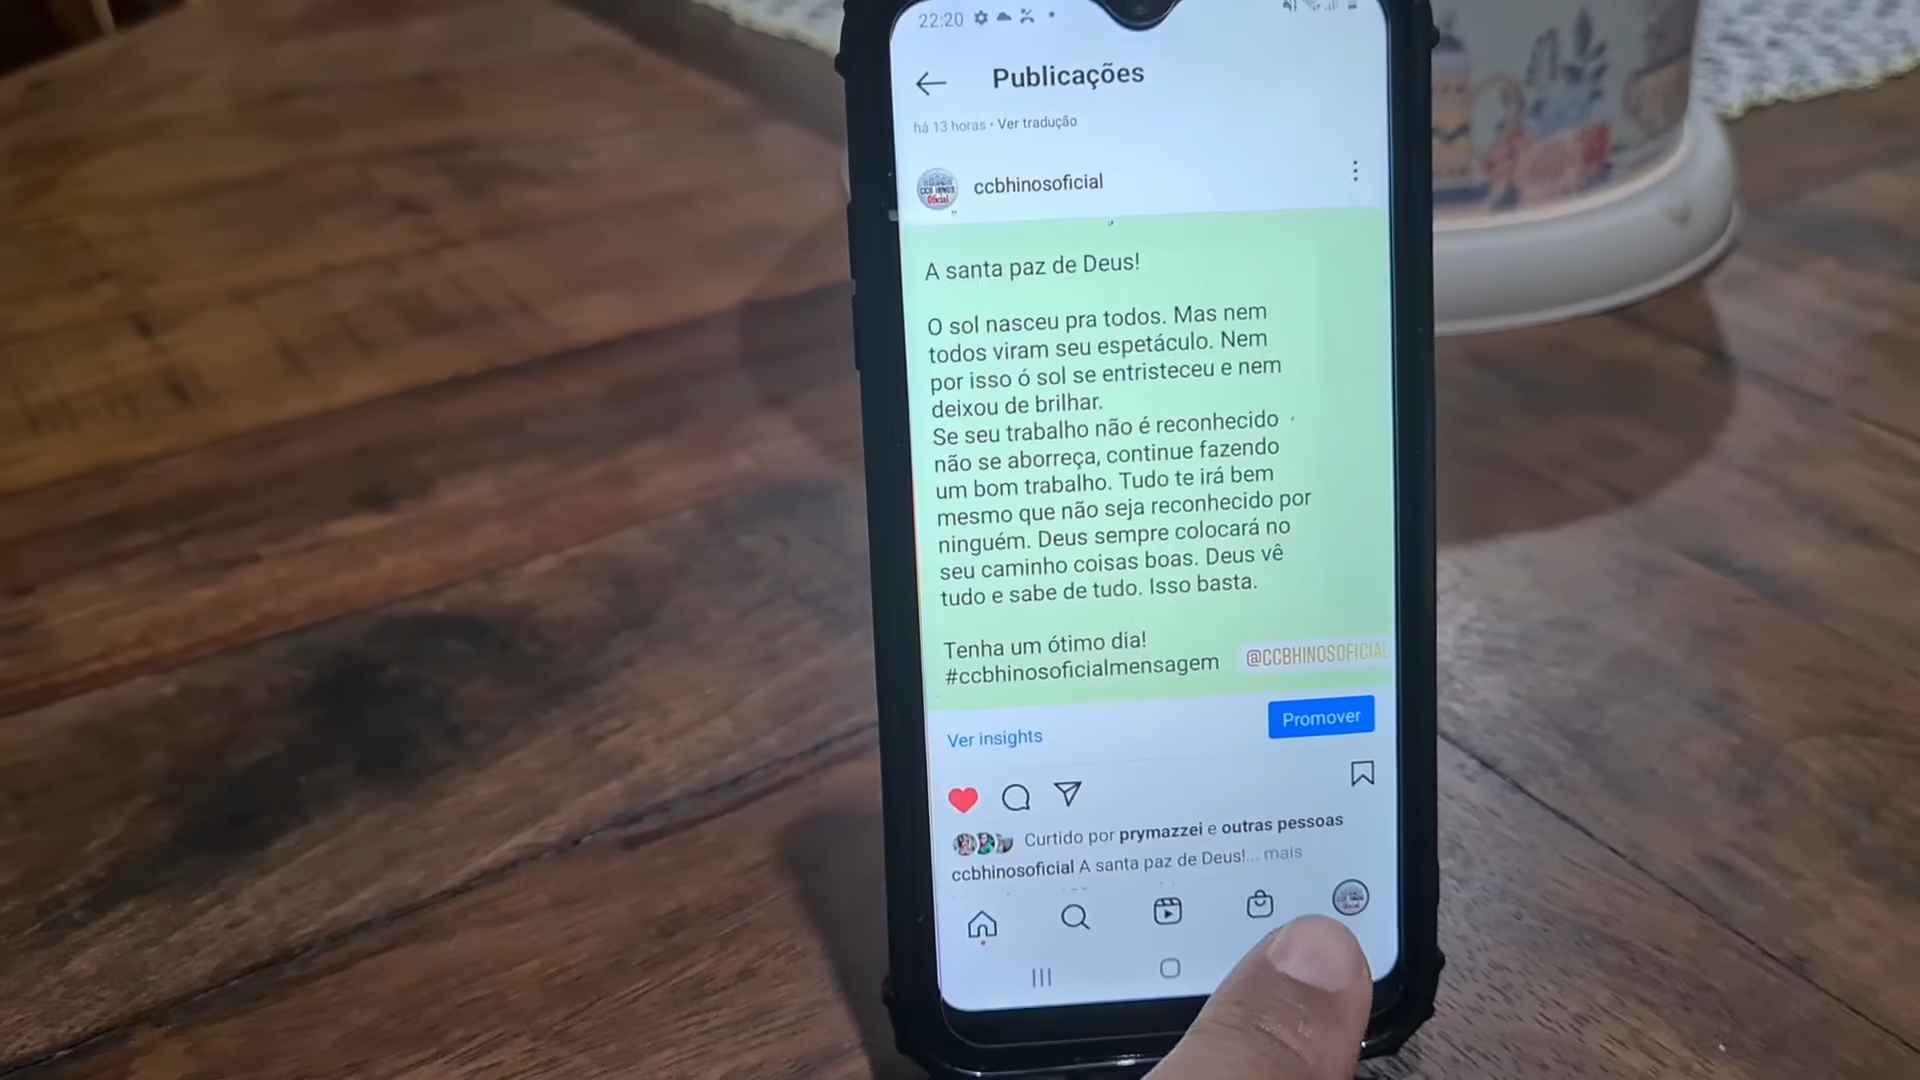 22:20
Publicações
há 13 horas • Ver tradução
CCB HINOS
Oficial
ccbhinosoficial
A santa paz de Deus!
O sol nasceu pra todos. Mas nem
todos viram seu espetáculo. Nem
por isso ó sol se entristeceu e nem
deixou de brilhar.
Se seu trabalho não é reconhecido
não se aborreça, continue fazendo
um bom trabalho. Tudo te irá bem
mesmo que não seja reconhecido por
ninguém. Deus sempre colocará no
seu caminho coisas boas. Deus vê
tudo e sabe de tudo. Isso basta.
Tenha um ótimo dia!
#ccbhinosoficialmensagem
@CCBHINOSOFICIAL
Ver insights
Promover
Curtido por prymazzei e outras pessoas
ccbhinosoficial A santa paz de Deus!... mais